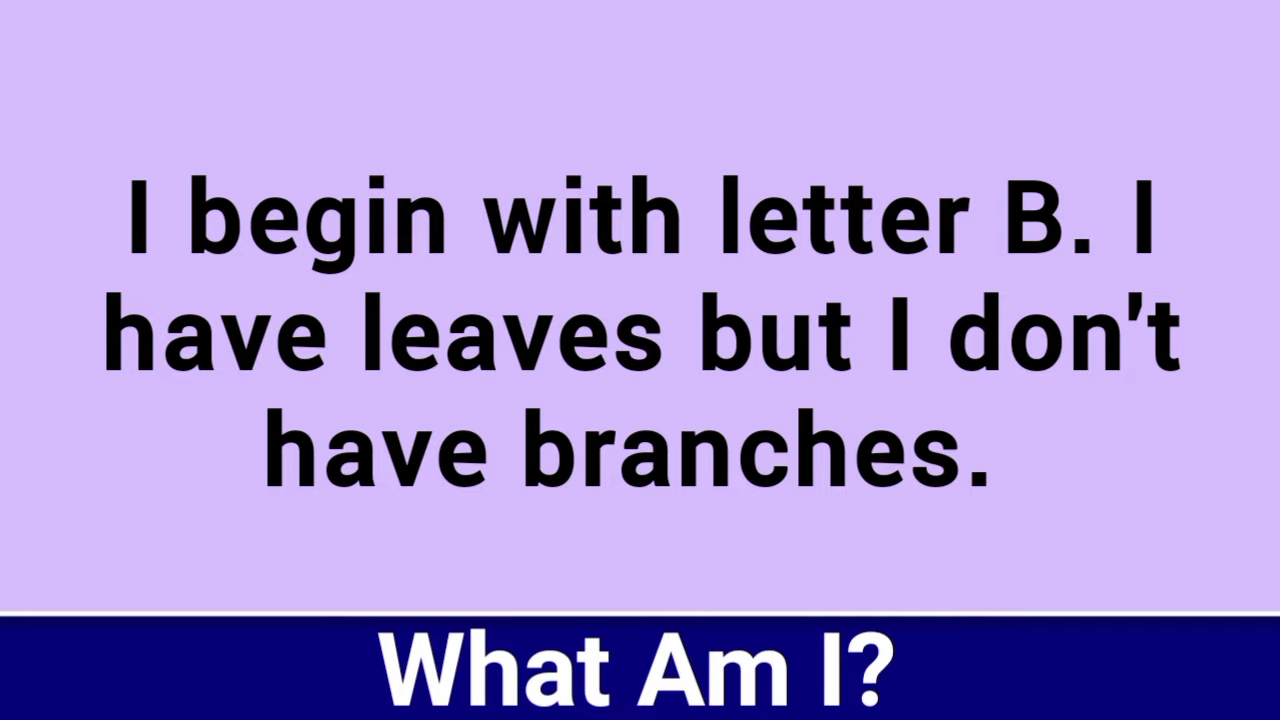 I begin with letter B. I
have leaves but I don't
have branches.
What Am I?